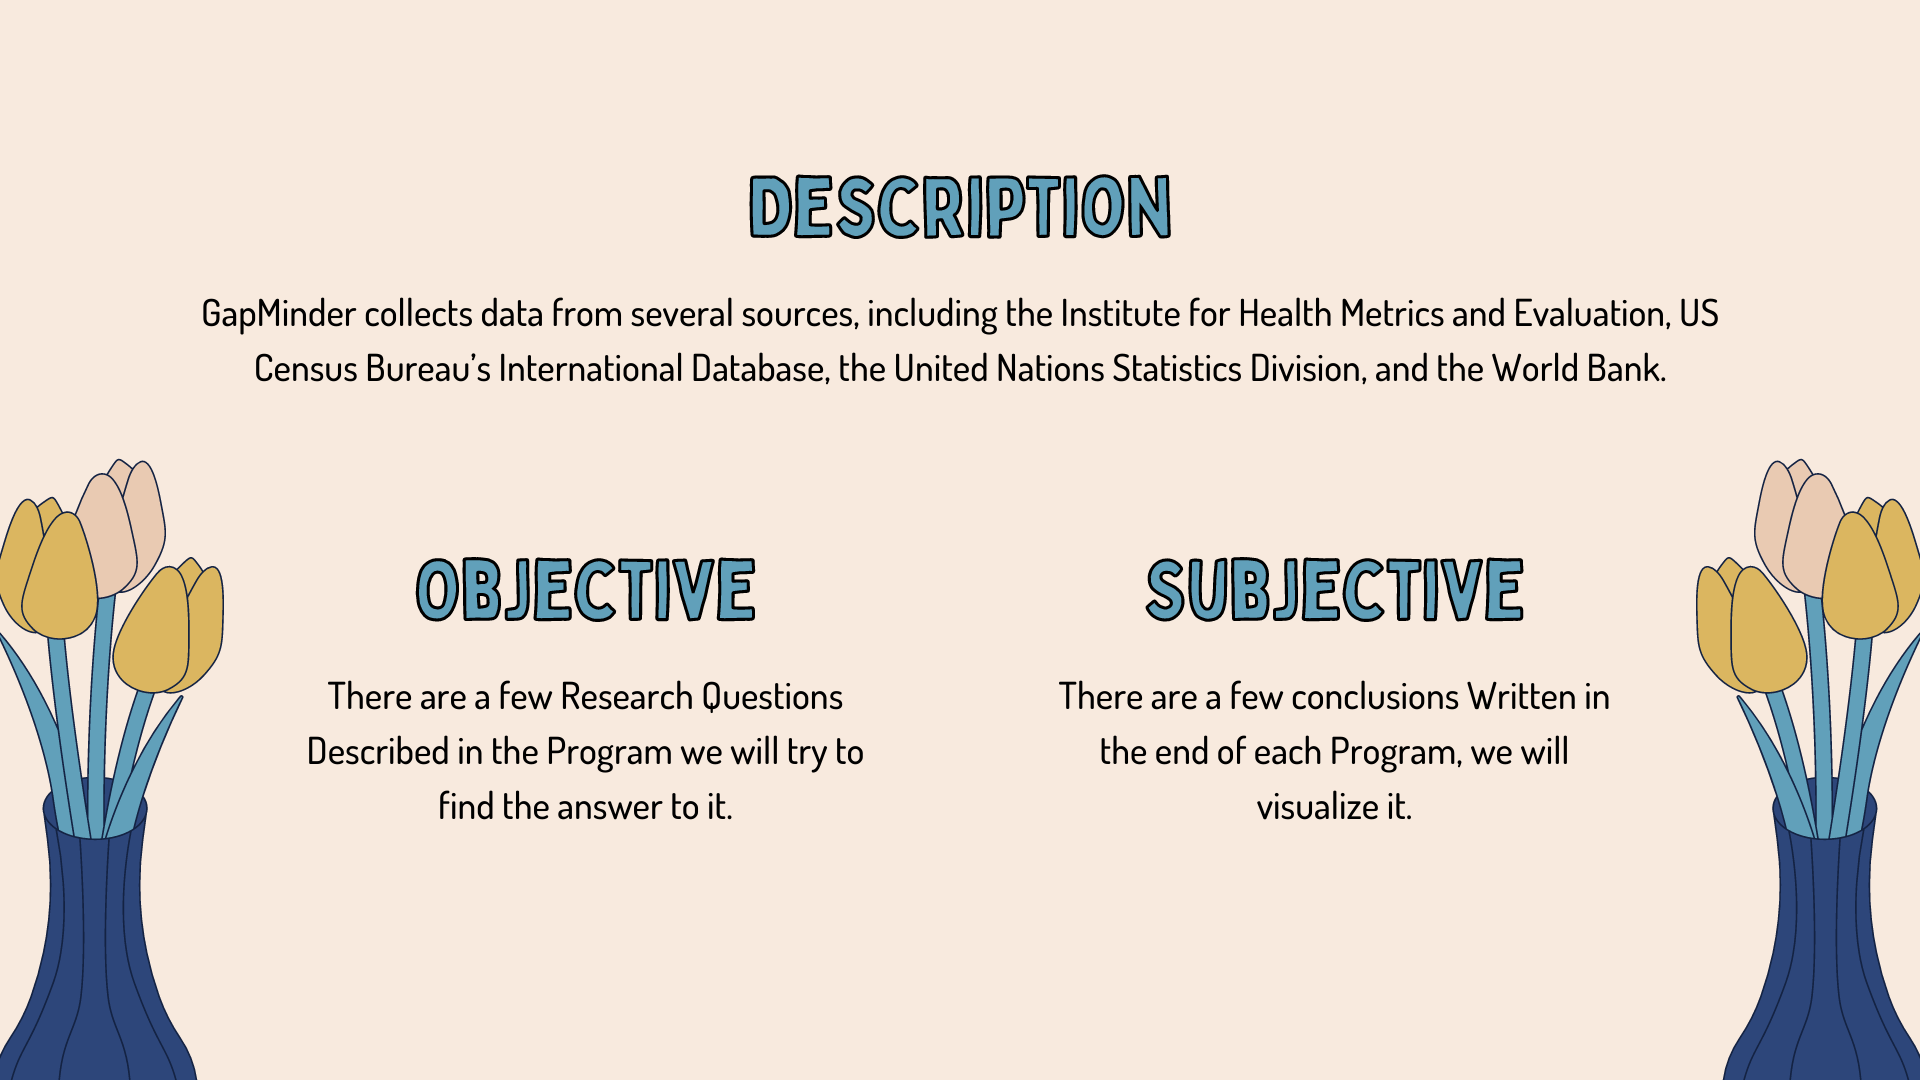 DESCRIPTION
GapMinder collects data from several sources, including the Institute for Health Metrics and Evaluation, US
Census Bureau’s International Database, the United Nations Statistics Division, and the World Bank.
OBJECTIVE
There are a few Research Questions
Described in the Program we will try to
find the answer to it.
SUBJECTIVE
There are a few conclusions Written in
the end of each Program, we will
visualize it.